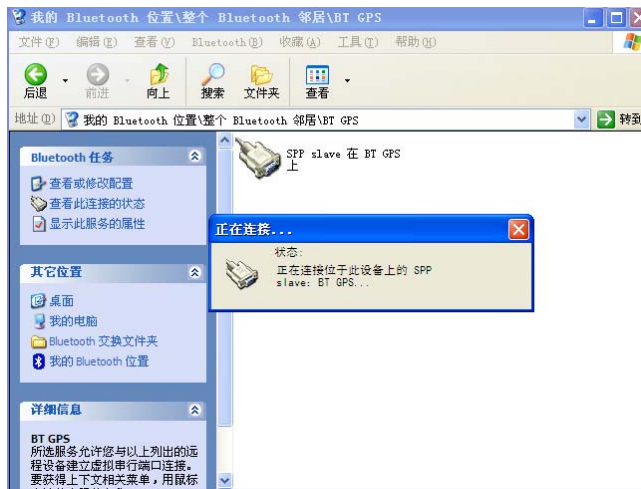 我的 Bluetooth 位置\整个 Bluetooth 邻居\BT GPS
文件(F) 编辑(E) 查看(V) Bluetooth(B) 收藏(A) 工具(T) 帮助(H)
后退 前进 向上 搜索 文件夹 查看
地址(D) 我的 Bluetooth 位置\整个 Bluetooth 邻居\BT GPS 转到
Bluetooth 任务
查看或修改配置
查看此连接的状态
显示此服务的属性
其它位置
桌面
我的电脑
Bluetooth 交换文件夹
我的 Bluetooth 位置
详细信息
BT GPS
所选服务允许您与以上列出的远
程设备建立虚拟串行端口连接。
要获得上下文相关菜单，用鼠标
SPP slave 在 BT GPS
上
正在连接...
状态:
正在连接位于此设备上的 SPP
slave: BT GPS...